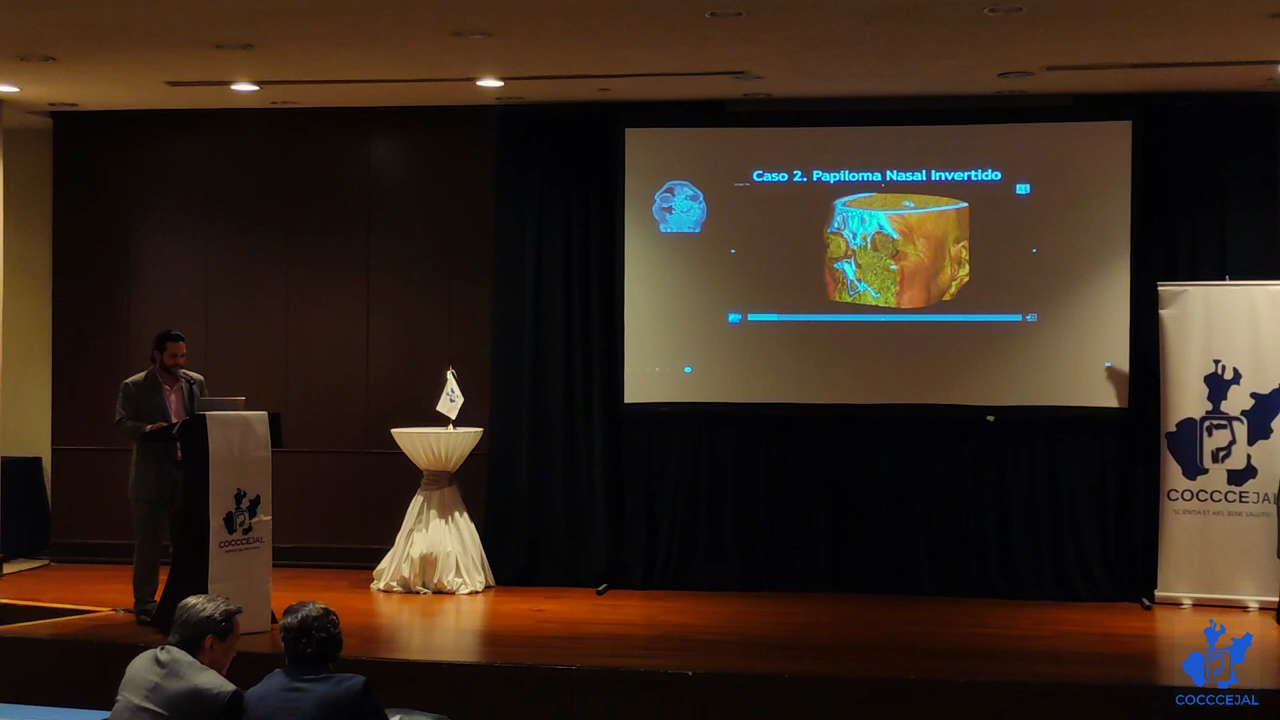 Caso 2. Papiloma Nasal Invertido
COCCCEJAL
COCCCEJAL
"SCIENTIA ET ARS, BENE SALUTIS"
COCCCEJAL